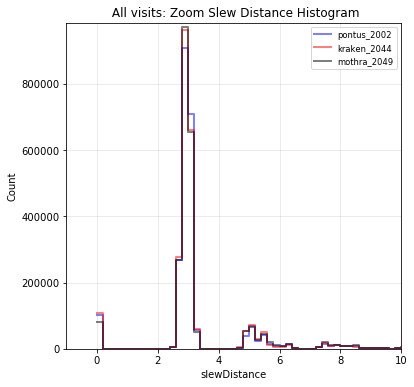 All visits: Zoom Slew Distance Histogram
pontus_2002
kraken_2044
mothra_2049
Count
800000
600000
400000
200000
0
0 2 4 6 8 10
slewDistance